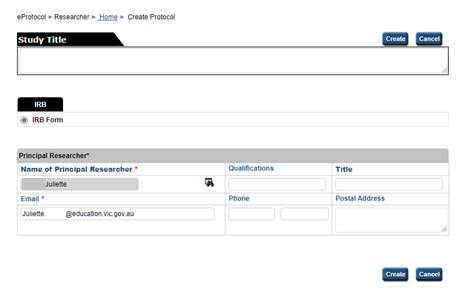 eProtocol » Researcher » Home » Create Protocol
Study Title Create Cancel
IRB
IRB Form
Principal Researcher*
Name of Principal Researcher * Qualifications Title
Juliette
Email * Phone Postal Address
Juliette. @education.vic.gov.au
Create Cancel